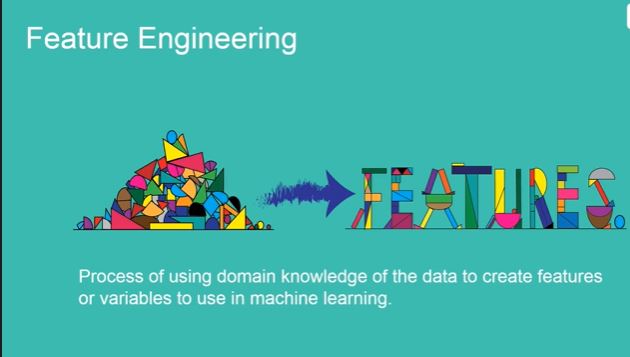 Feature Engineering
FEATURES
Process of using domain knowledge of the data to create features
or variables to use in machine learning.